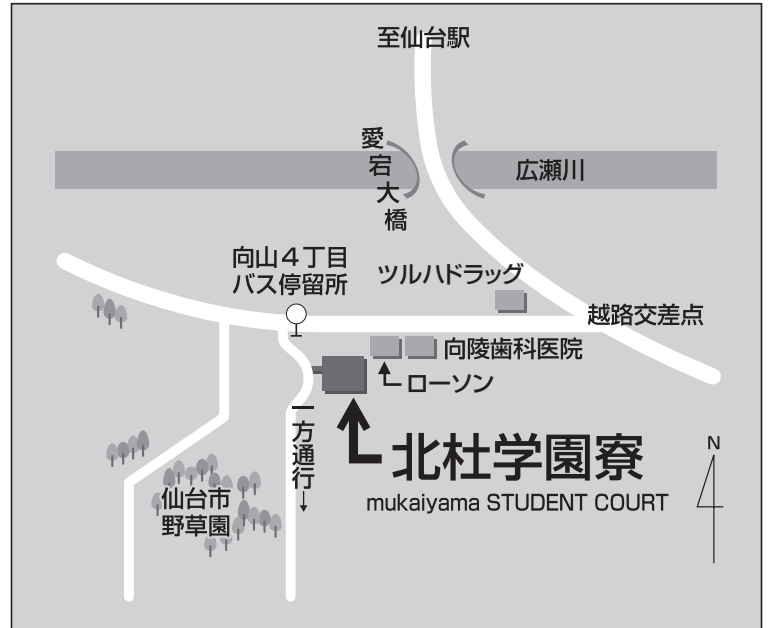 至仙台駅
愛宕大橋
広瀬川
向山4丁目
バス停留所
ツルハドラッグ
越路交差点
向陵歯科医院
ローソン
一方通行→
北杜学園寮
mukaiyama STUDENT COURT
N
仙台市
野草園